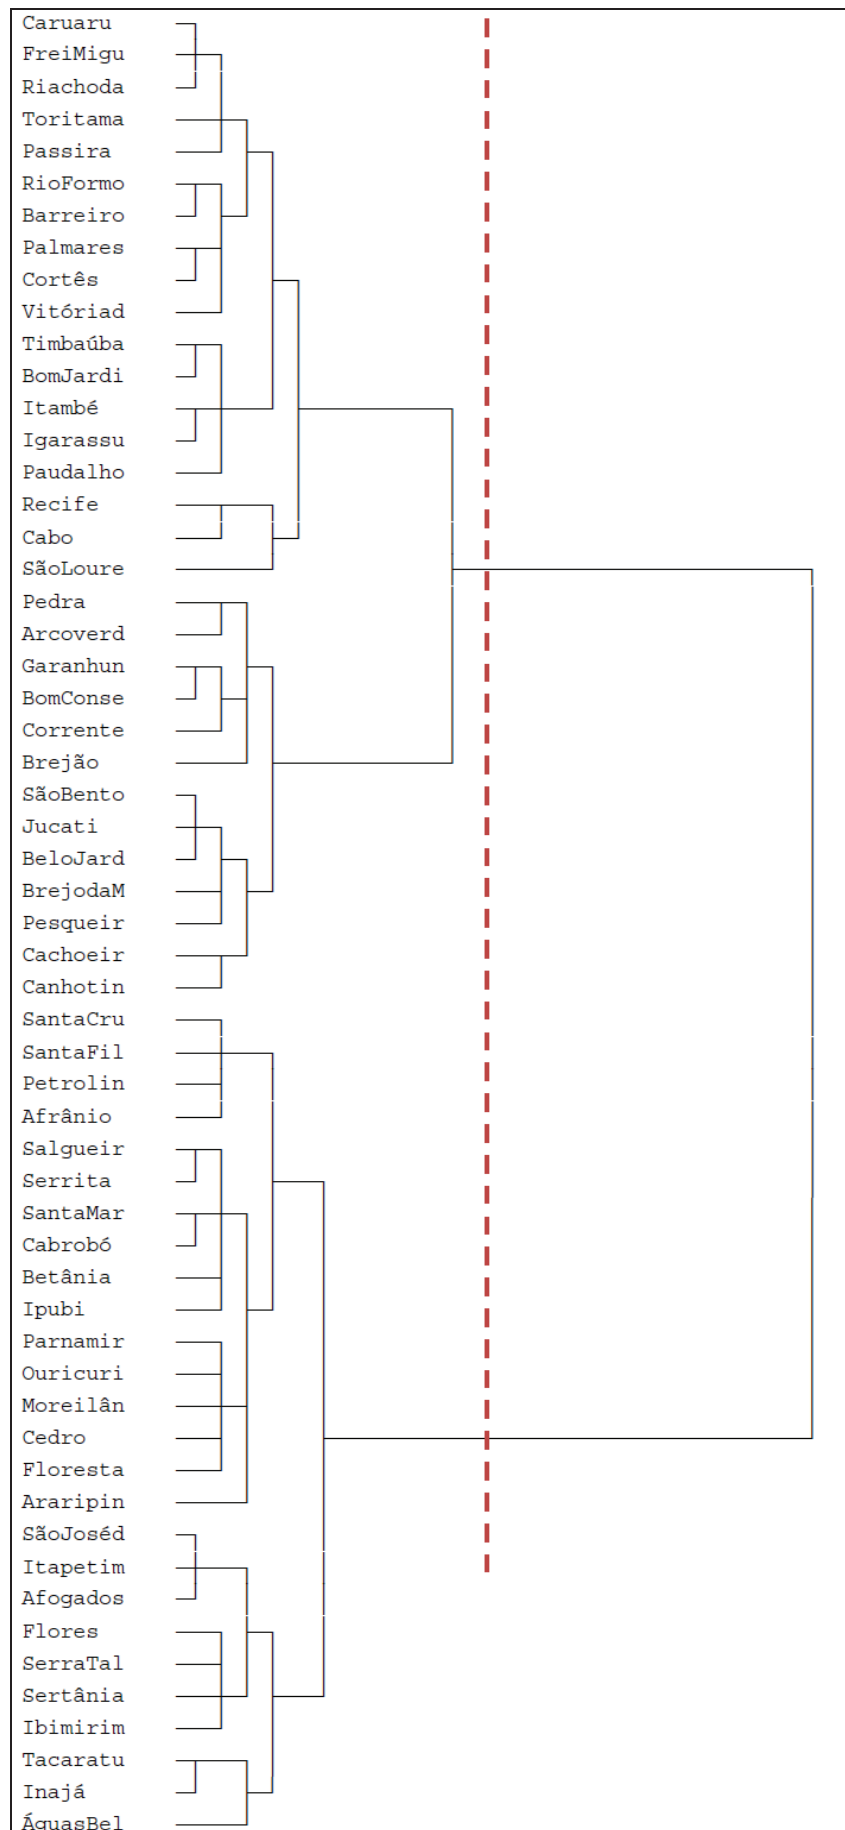 Caruaru
FreiMigu
Riachoda
Toritama
Passira
RioFormo
Barreiro
Palmares
Cortês
Vitóriad
Timbaúba
BomJardi
Itambé
Igarassu
Paudalho
Recife
Cabo
SãoLoure
Pedra
Arcoverd
Garanhun
BomConse
Corrente
Brejão
SãoBento
Jucati
BeloJard
BrejodaM
Pesqueir
Cachoeir
Canhotin
SantaCru
SantaFil
Petrolin
Afrânio
Salgueir
Serrita
SantaMar
Cabrobó
Betânia
Ipubi
Parnamir
Ouricuri
Moreilân
Cedro
Floresta
Araripin
SãoJoséd
Itapetim
Afogados
Flores
SerraTal
Sertânia
Ibimirim
Tacaratu
Inajá
ÁguasBel